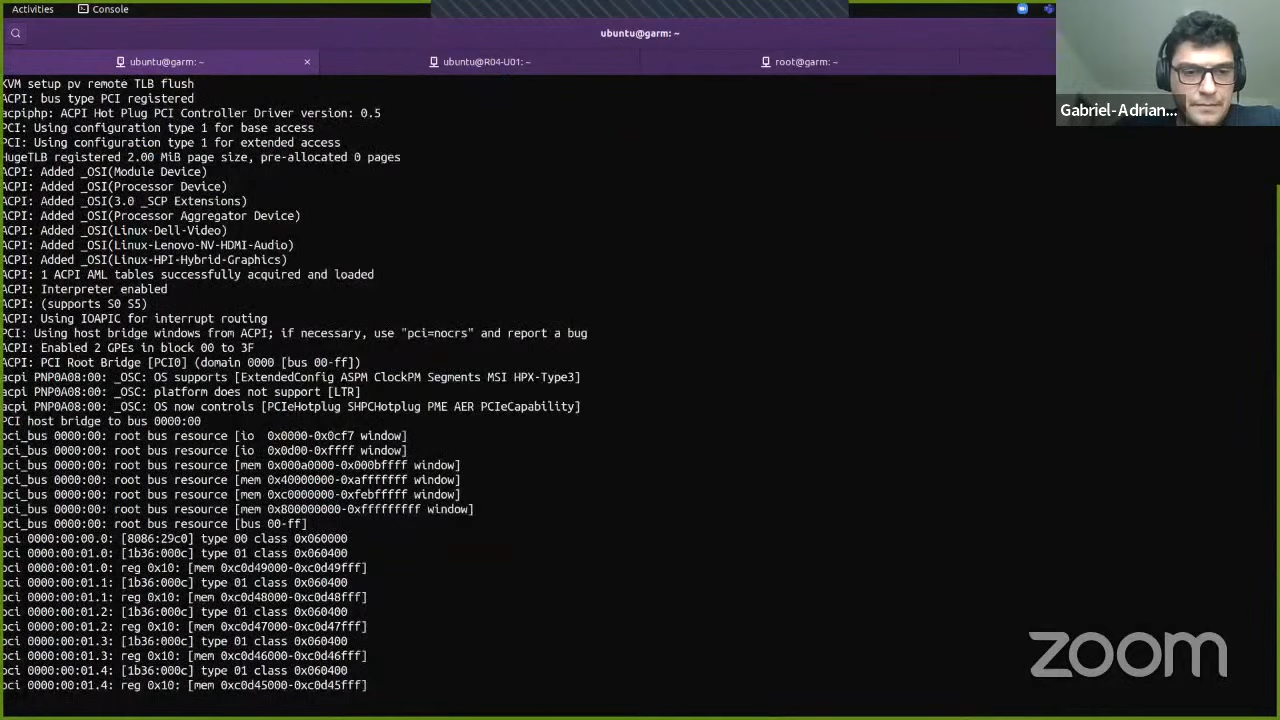 Activities
Console
ubuntu@garm: ~
ubuntu@garm: ~
×
ubuntu@R04-U01: ~
root@garm: ~
KVM setup pv remote TLB flush
ACPI: bus type PCI registered
acpiphp: ACPI Hot Plug PCI Controller Driver version: 0.5
PCI: Using configuration type 1 for base access
PCI: Using configuration type 1 for extended access
HugeTLB registered 2.00 MiB page size, pre-allocated 0 pages
ACPI: Added _OSI(Module Device)
ACPI: Added _OSI(Processor Device)
ACPI: Added _OSI(3.0 _SCP Extensions)
ACPI: Added _OSI(Processor Aggregator Device)
ACPI: Added _OSI(Linux-Dell-Video)
ACPI: Added _OSI(Linux-Lenovo-NV-HDMI-Audio)
ACPI: Added _OSI(Linux-HPI-Hybrid-Graphics)
ACPI: 1 ACPI AML tables successfully acquired and loaded
ACPI: Interpreter enabled
ACPI: (supports S0 S5)
ACPI: Using IOAPIC for interrupt routing
PCI: Using host bridge windows from ACPI; if necessary, use "pci=nocrs" and report a bug
ACPI: Enabled 2 GPEs in block 00 to 3F
ACPI: PCI Root Bridge [PCI0] (domain 0000 [bus 00-ff])
acpi PNP0A08:00: _OSC: OS supports [ExtendedConfig ASPM ClockPM Segments MSI HPX-Type3]
acpi PNP0A08:00: _OSC: platform does not support [LTR]
acpi PNP0A08:00: _OSC: OS now controls [PCIeHotplug SHPCHotplug PME AER PCIeCapability]
PCI host bridge to bus 0000:00
pci_bus 0000:00: root bus resource [io  0x0000-0x0cf7 window]
pci_bus 0000:00: root bus resource [io  0x0d00-0xffff window]
pci_bus 0000:00: root bus resource [mem 0x000a0000-0x000bffff window]
pci_bus 0000:00: root bus resource [mem 0x40000000-0xafffffff window]
pci_bus 0000:00: root bus resource [mem 0xc0000000-0xfebfffff window]
pci_bus 0000:00: root bus resource [mem 0x800000000-0xfffffffff window]
pci_bus 0000:00: root bus resource [bus 00-ff]
pci 0000:00:00.0: [8086:29c0] type 00 class 0x060000
pci 0000:00:01.0: [1b36:000c] type 01 class 0x060400
pci 0000:00:01.0: reg 0x10: [mem 0xc0d49000-0xc0d49fff]
pci 0000:00:01.1: [1b36:000c] type 01 class 0x060400
pci 0000:00:01.1: reg 0x10: [mem 0xc0d48000-0xc0d48fff]
pci 0000:00:01.2: [1b36:000c] type 01 class 0x060400
pci 0000:00:01.2: reg 0x10: [mem 0xc0d47000-0xc0d47fff]
pci 0000:00:01.3: [1b36:000c] type 01 class 0x060400
pci 0000:00:01.3: reg 0x10: [mem 0xc0d46000-0xc0d46fff]
pci 0000:00:01.4: [1b36:000c] type 01 class 0x060400
pci 0000:00:01.4: reg 0x10: [mem 0xc0d45000-0xc0d45fff]
Gabriel-Adrian...
zoom